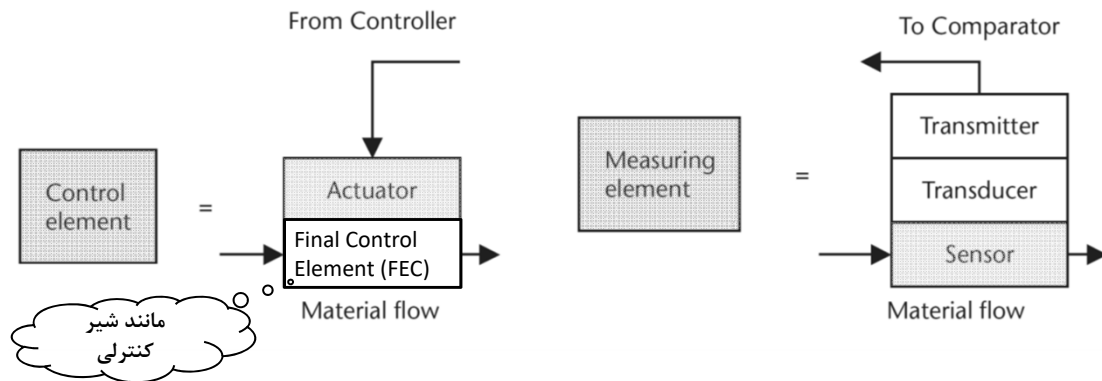 From Controller
Control
element
=
Actuator
Final Control
Element (FEC)
Material flow
مانند شیر
کنترلی
To Comparator
Measuring
element
=
Transmitter
Transducer
Sensor
Material flow